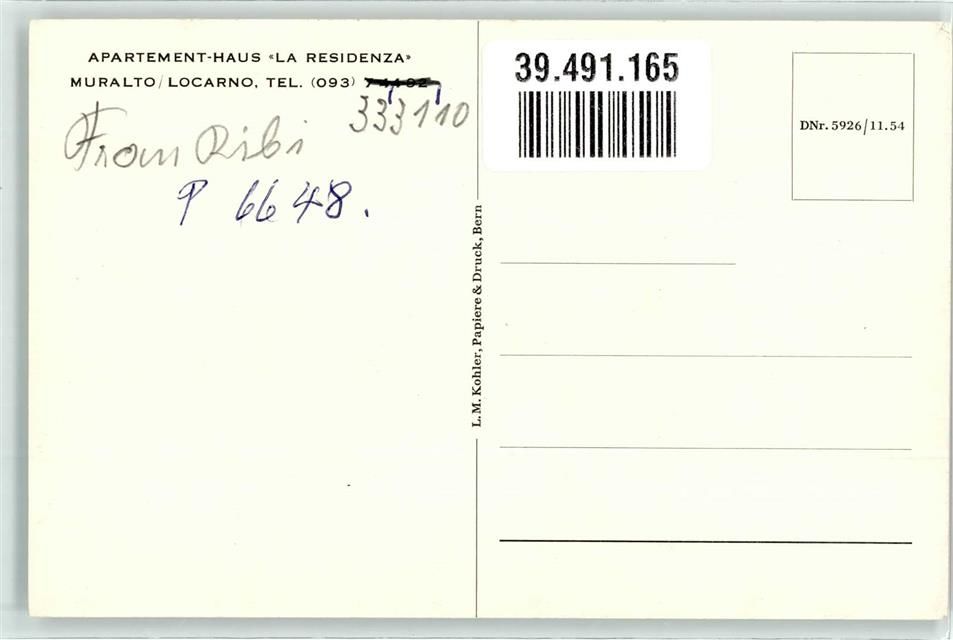 APARTEMENT-HAUS «LA RESIDENZA»
MURALTO/LOCARNO, TEL. (093)
333110
Frau Ribi
P 6648.
L.M. Kohler, Papiere & Druck, Bern
39.491.165
DNr. 5926/11.54